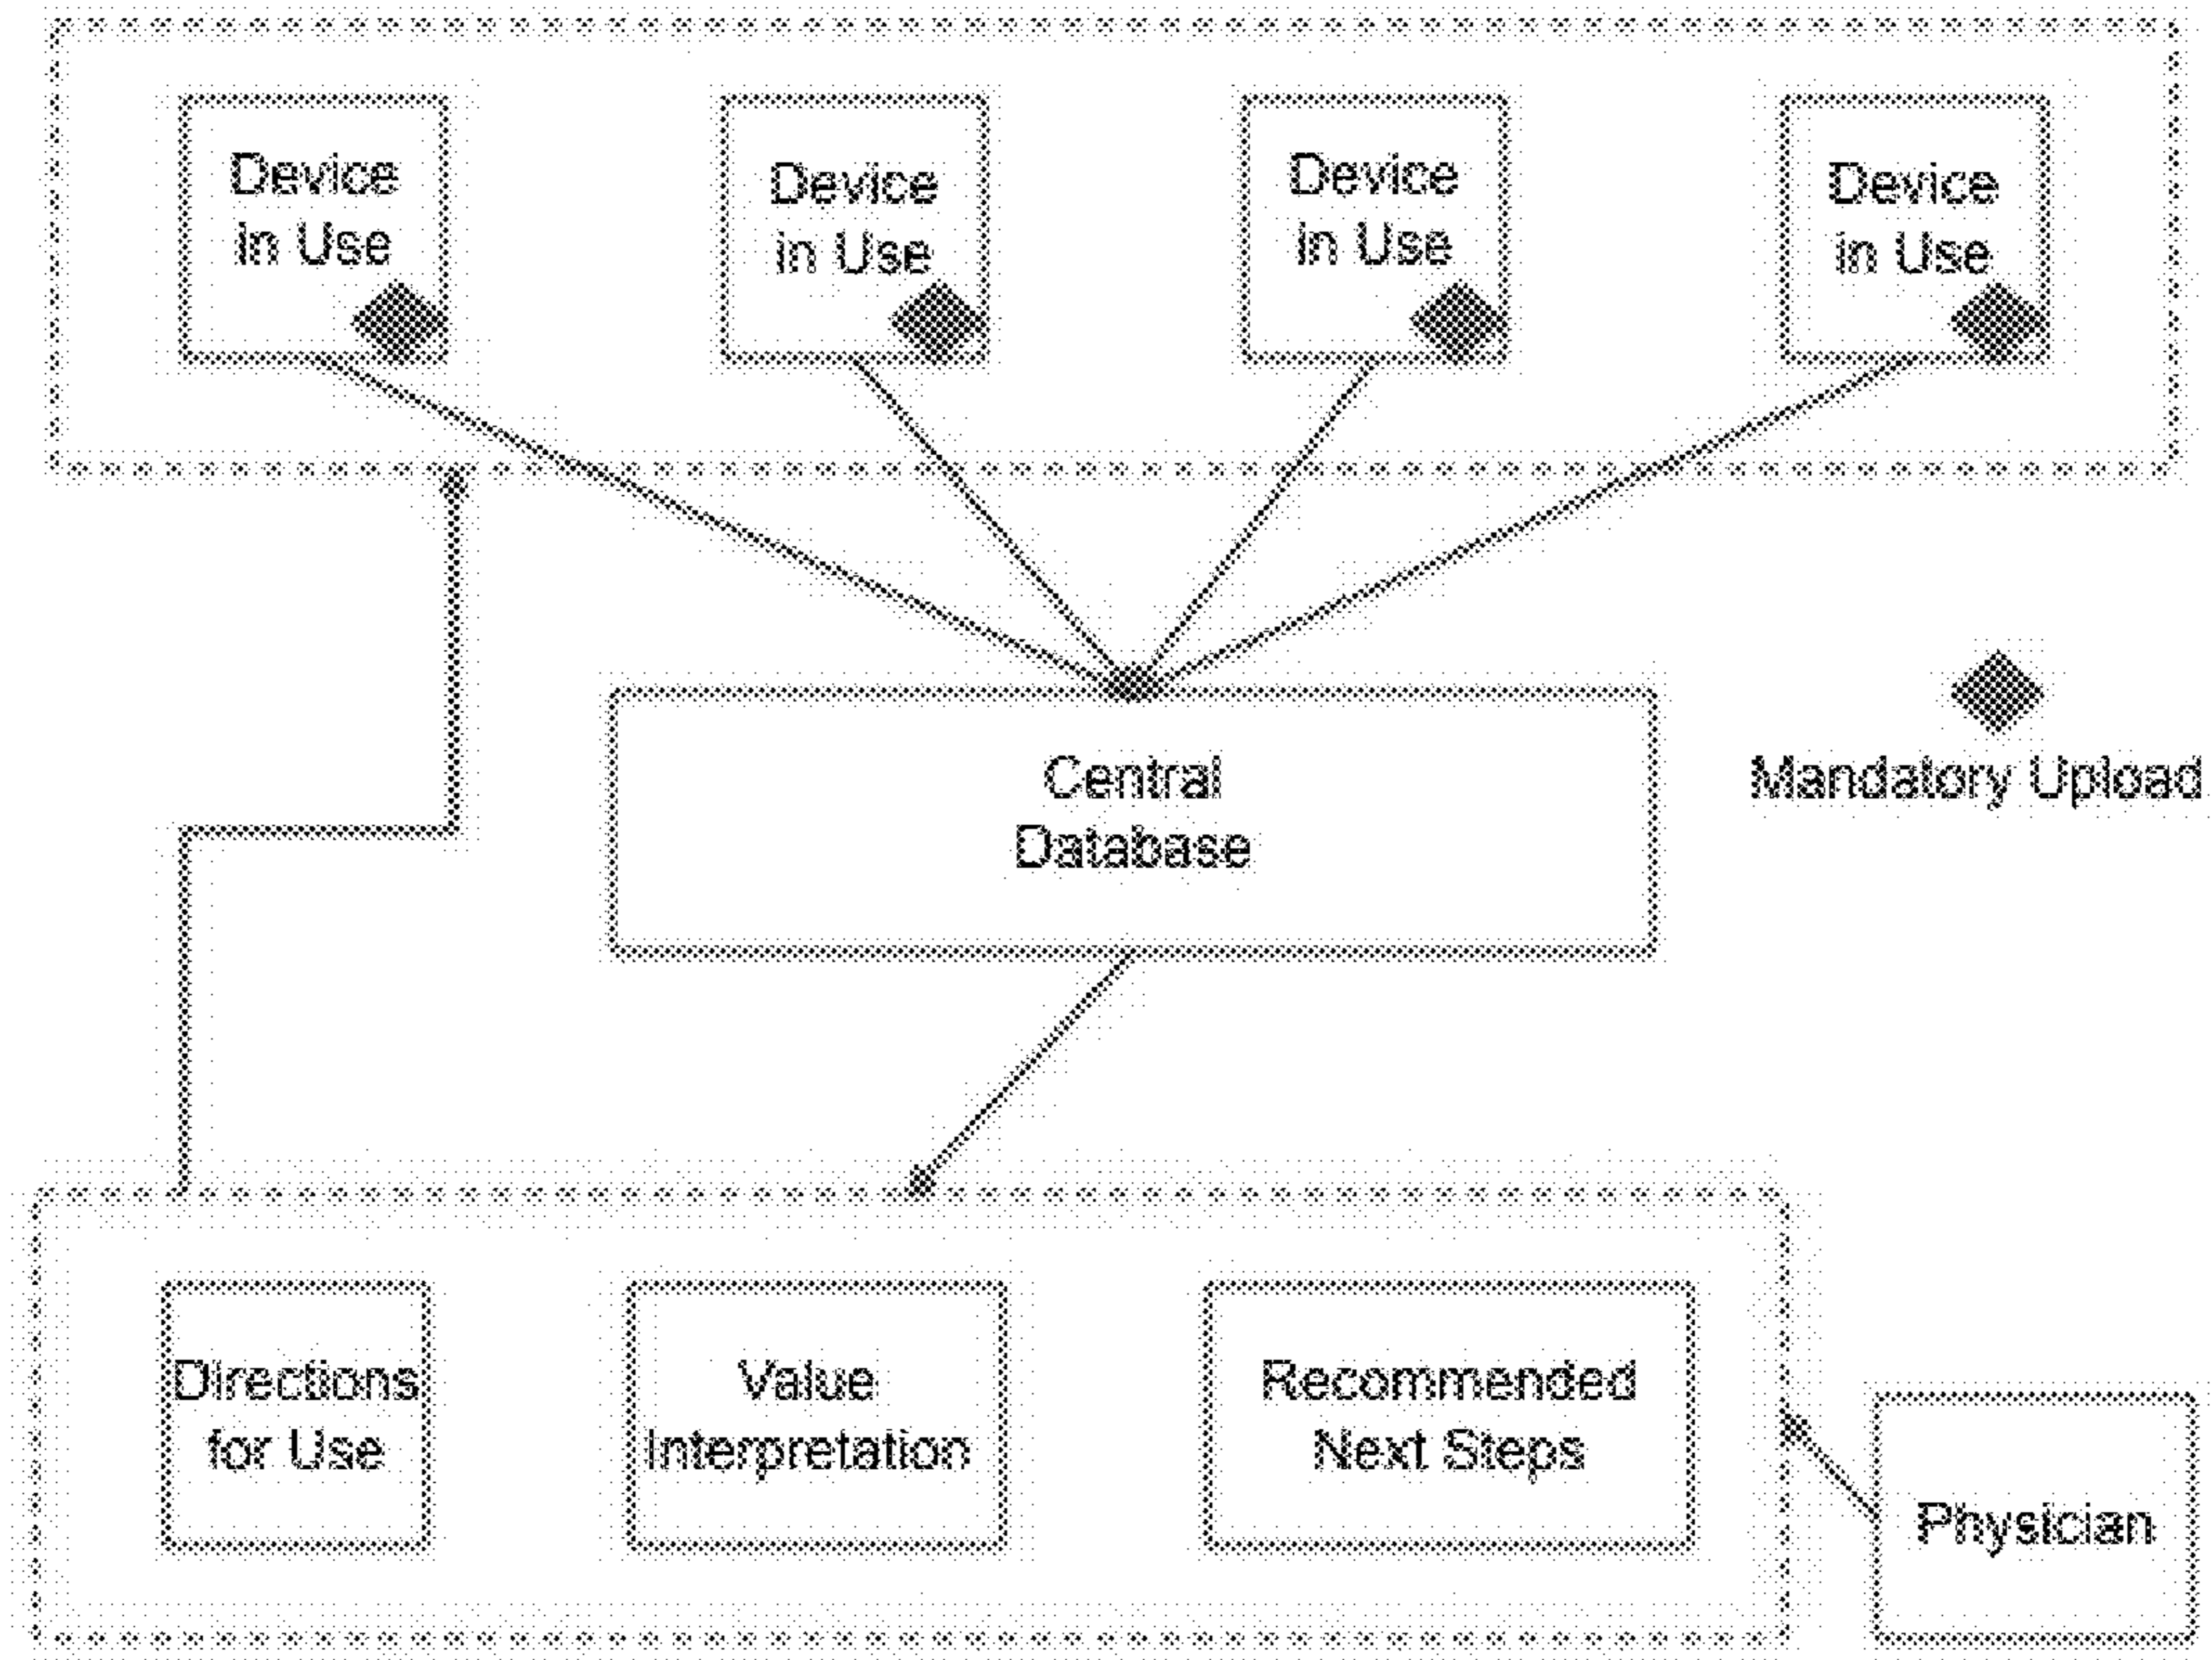 Device
in Use
Device
in Use
Device
in Use
Device
in Use
Central
Database
Mandatory Upload
Directions
for Use
Value
Interpretation
Recommended
Next Steps
Physician